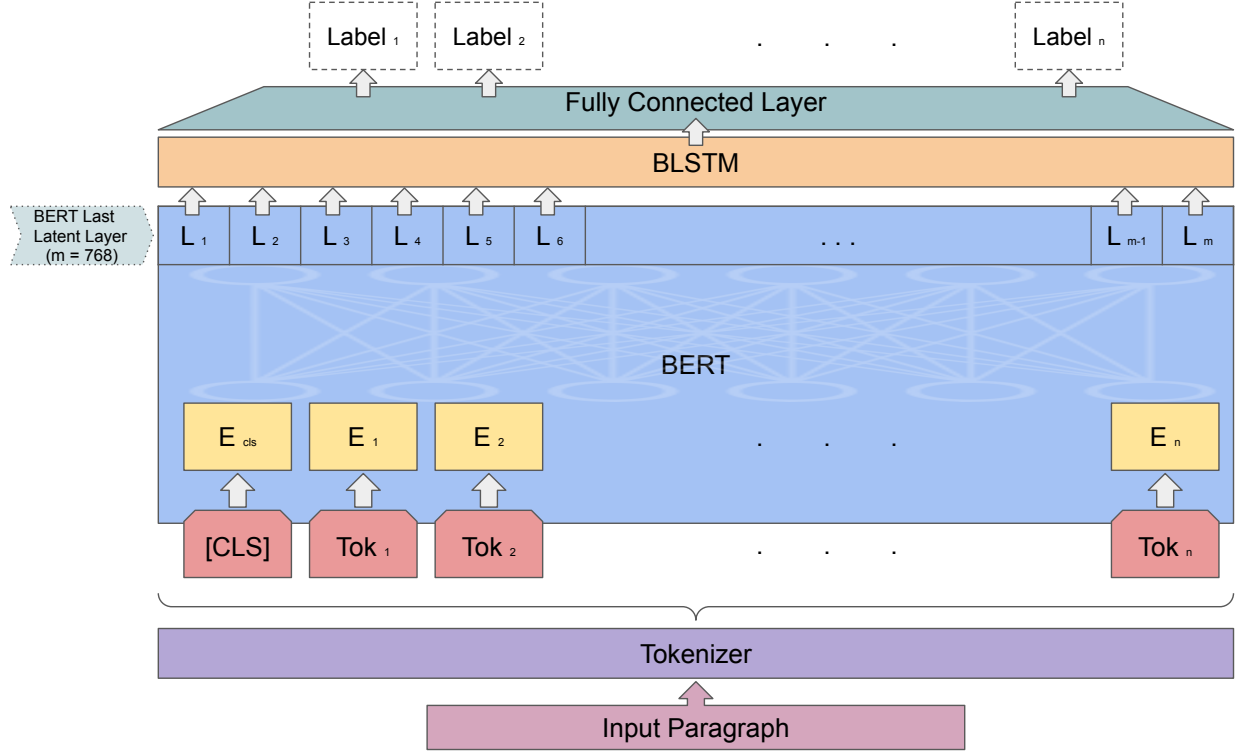 Label 1 Label 2 . . . Label n
Fully Connected Layer
BLSTM
BERT Last
Latent Layer
(m = 768)
L 1 L 2 L 3 L 4 L 5 L 6 . . . L m-1 L m
BERT
E cls E 1 E 2 . . . E n
[CLS] Tok 1 Tok 2 . . . Tok n
Tokenizer
Input Paragraph